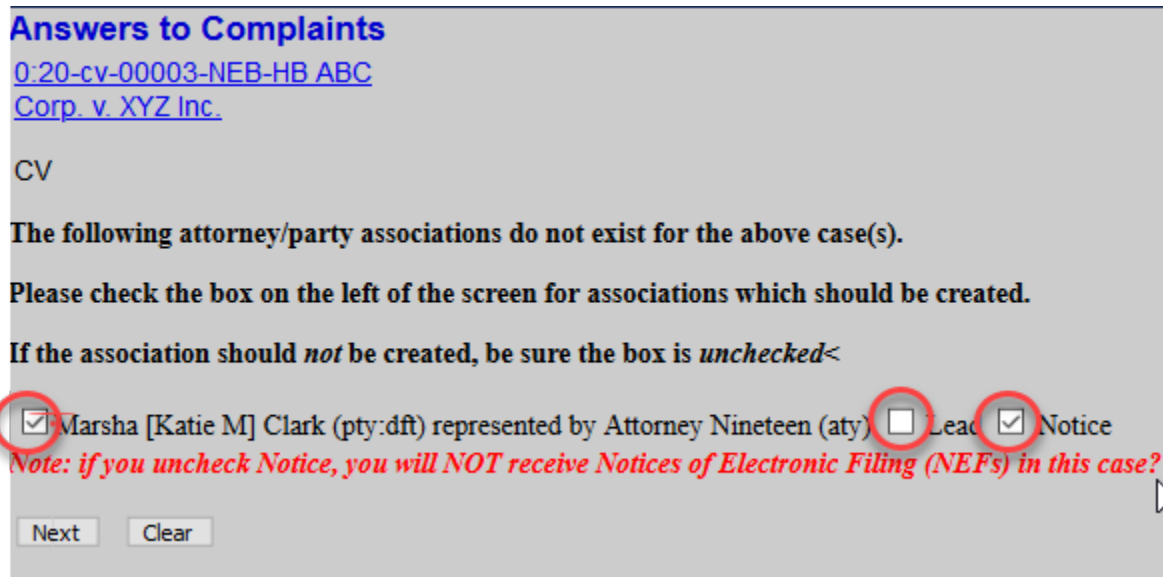 Answers to Complaints
0:20-cv-00003-NEB-HB ABC
Corp. v. XYZ Inc.
CV
The following attorney/party associations do not exist for the above case(s).
Please check the box on the left of the screen for associations which should be created.
If the association should not be created, be sure the box is unchecked<
Marsha [Katie M] Clark (pty:dft) represented by Attorney Nineteen (aty) Lead Notice
Note: if you uncheck Notice, you will NOT receive Notices of Electronic Filing (NEFs) in this case?
Next Clear